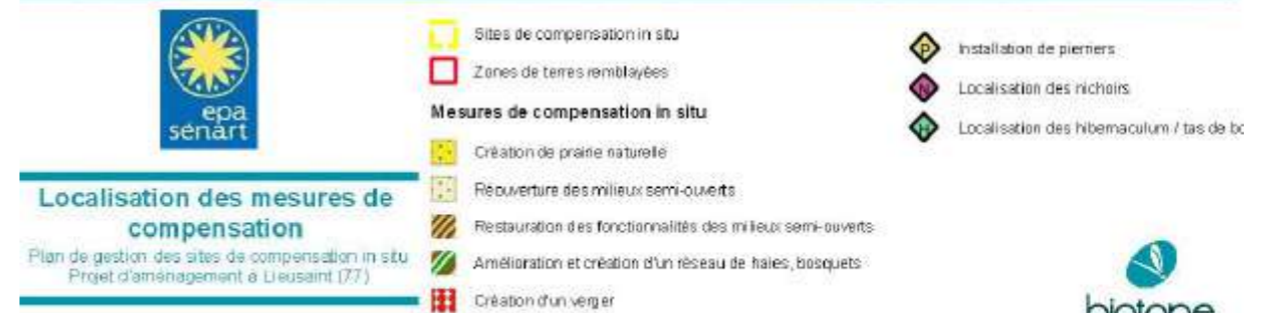 epa
sénart
Localisation des mesures de
compensation
Plan de gestion des sites de compensation in situ
Projet d'aménagement à Lieusaint (77)
Sites de compensation in situ
Zones de terres remblayées
Mesures de compensation in situ
Création de prairie naturelle
Réouverture des milieux semi-ouverts
Restauration des fonctionnalités des milieux semi-ouverts
Amélioration et création d'un réseau de haies, bosquets
Création d'un verger
P Installation de pierriers
N Localisation des nichoirs
H Localisation des hibernaculum / tas de bo
biotope